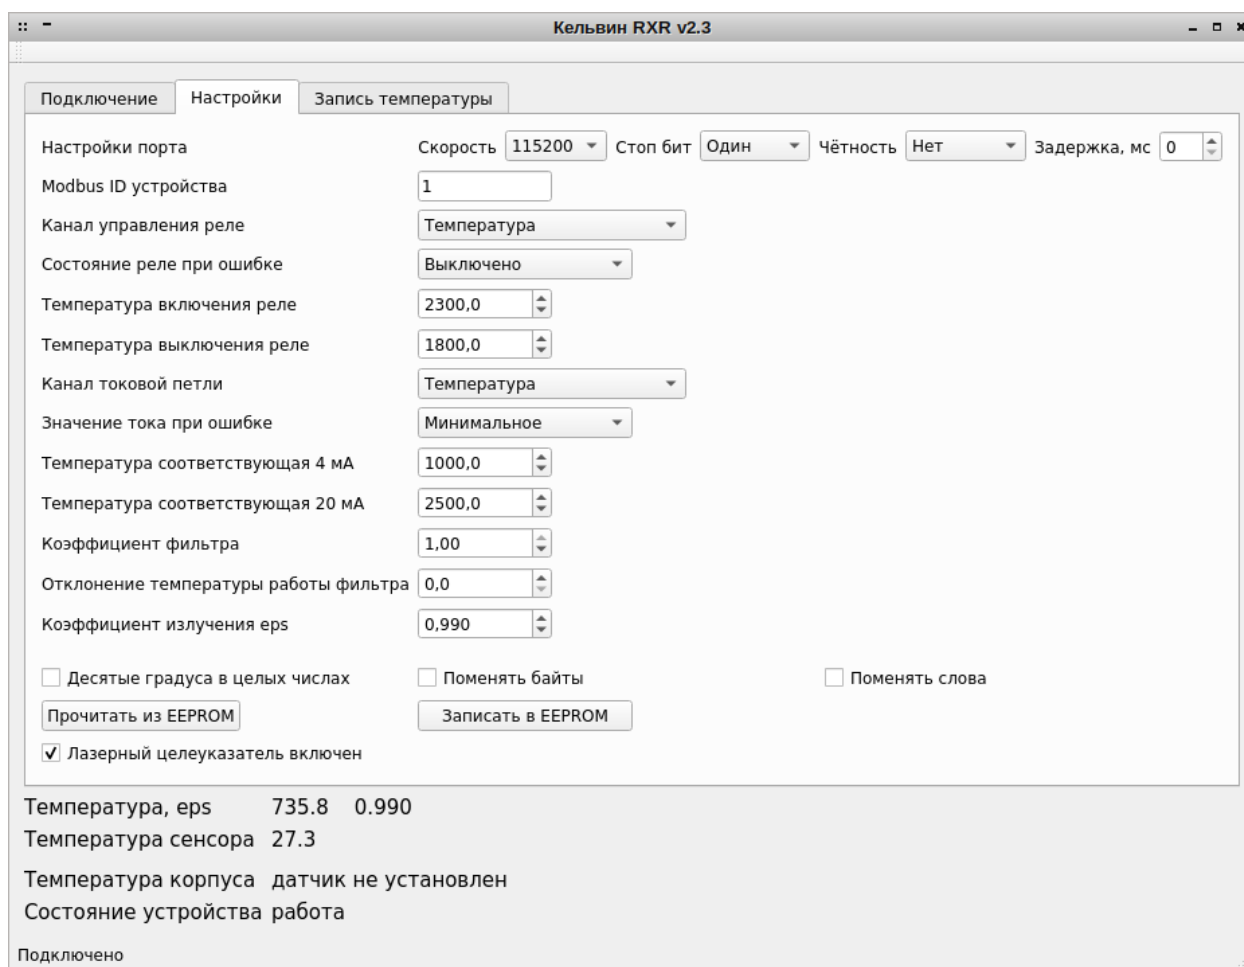 Кельвин RXR v2.3
Подключение Настройки Запись температуры
Настройки порта Скорость 115200 Стоп бит Один Чётность Нет Задержка, мс 0
Modbus ID устройства 1
Канал управления реле Температура
Состояние реле при ошибке Выключено
Температура включения реле 2300,0
Температура выключения реле 1800,0
Канал токовой петли Температура
Значение тока при ошибке Минимальное
Температура соответствующая 4 мА 1000,0
Температура соответствующая 20 мА 2500,0
Коэффициент фильтра 1,00
Отклонение температуры работы фильтра 0,0
Коэффициент излучения eps 0,990
Десятые градуса в целых числах Поменять байты Поменять слова
Прочитать из EEPROM Записать в EEPROM
Лазерный целеуказатель включен
Температура, eps 735.8 0.990
Температура сенсора 27.3
Температура корпуса датчик не установлен
Состояние устройства работа
Подключено